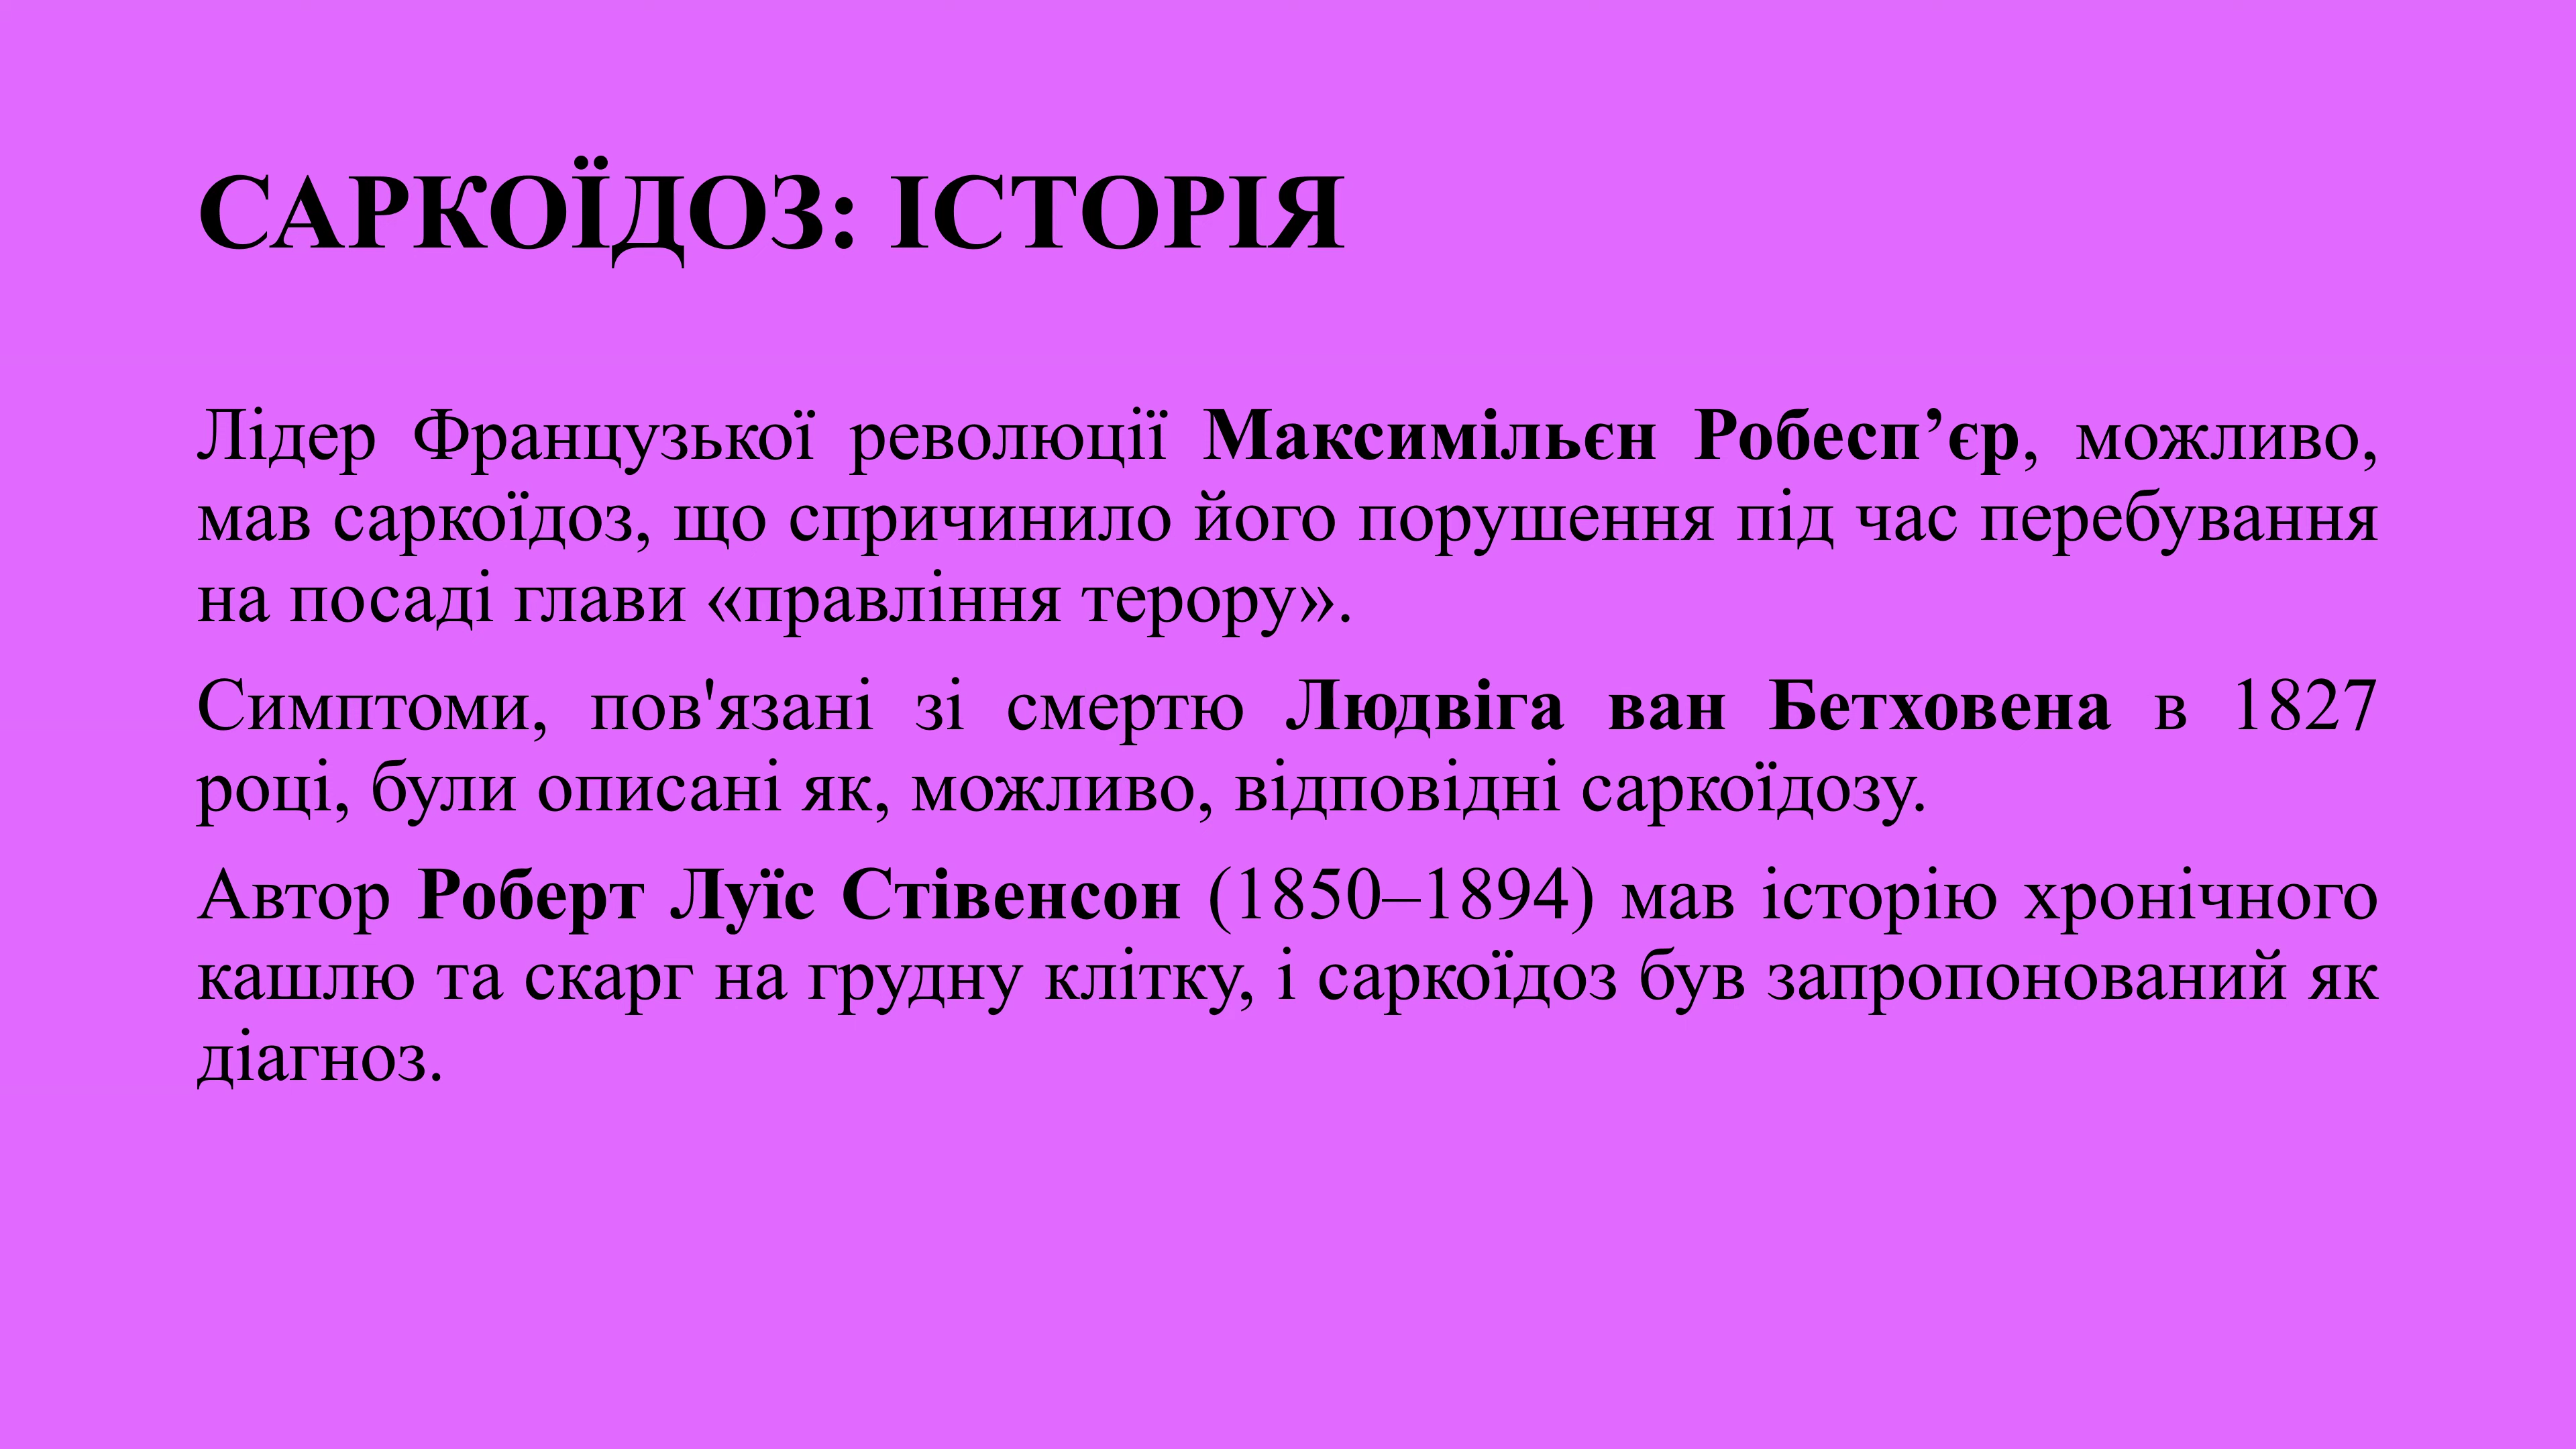 САРКОЇДОЗ: ІСТОРІЯ
Лідер Французької революції Максимільєн Робесп’єр, можливо,
мав саркоїдоз, що спричинило його порушення під час перебування
на посаді глави «правління терору».
Симптоми, пов'язані зі смертю Людвіга ван Бетховена в 1827
році, були описані як, можливо, відповідні саркоїдозу.
Автор Роберт Луїс Стівенсон (1850–1894) мав історію хронічного
кашлю та скарг на грудну клітку, і саркоїдоз був запропонований як
діагноз.